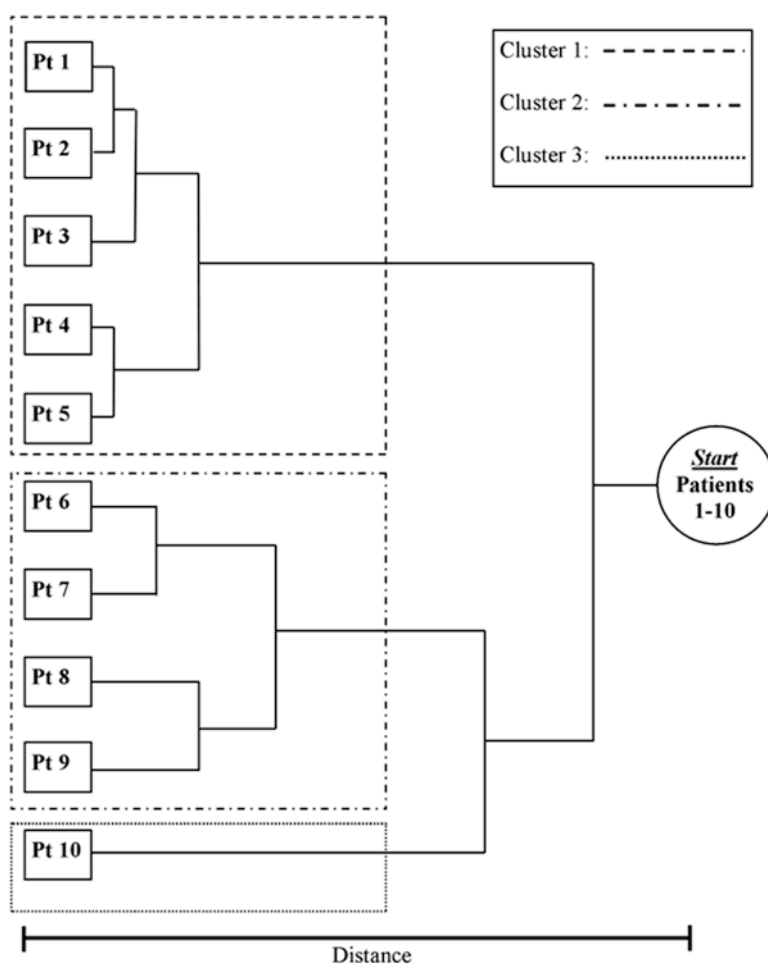 Pt 1
Pt 2
Pt 3
Pt 4
Pt 5
Pt 6
Pt 7
Pt 8
Pt 9
Pt 10
Cluster 1:
Cluster 2:
Cluster 3:
Start
Patients
1-10
Distance